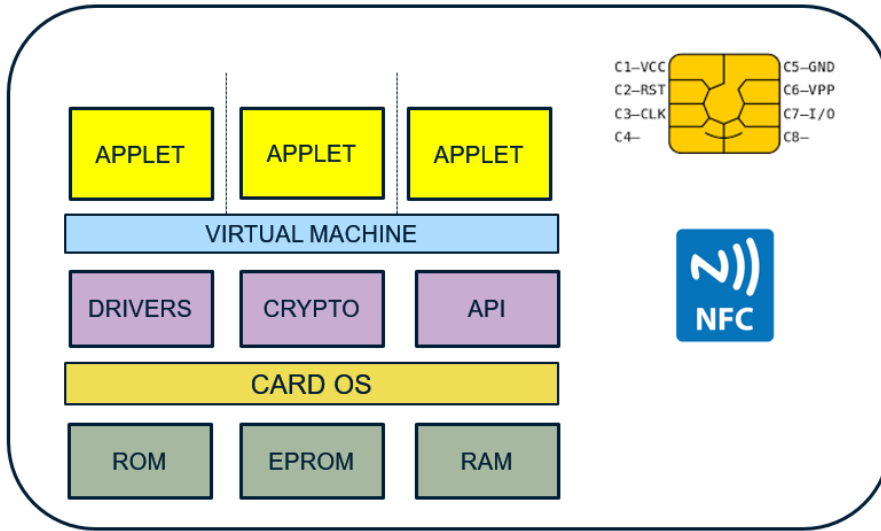 C1—VCC
C5—GND
C2—RST
C6—VPP
C3—CLK
C7—I/O
C4—
C8—
APPLET
APPLET
APPLET
VIRTUAL MACHINE
DRIVERS
CRYPTO
API
NFC
CARD OS
ROM
EPROM
RAM